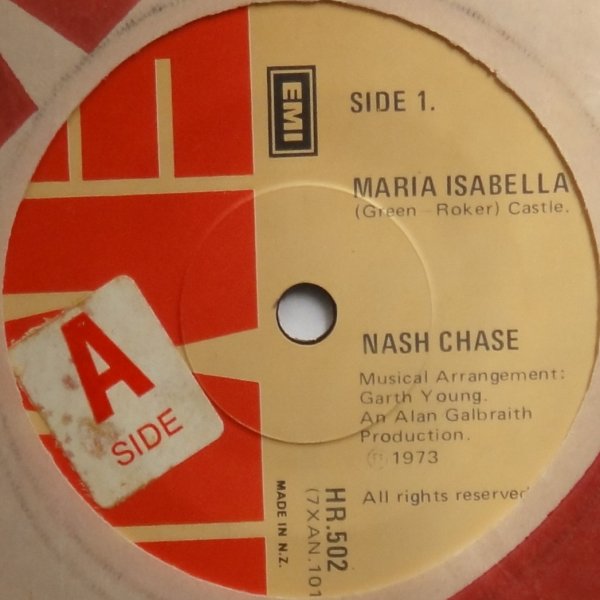 EMI
SIDE 1.
MARIA ISABELLA
(Green - Roker) Castle.
A
SIDE
NASH CHASE
Musical Arrangement:
Garth Young.
An Alan Galbraith
Production.
Ⓟ 1973
All rights reserved
HR.502
(7XAN.101
MADE IN N.Z.